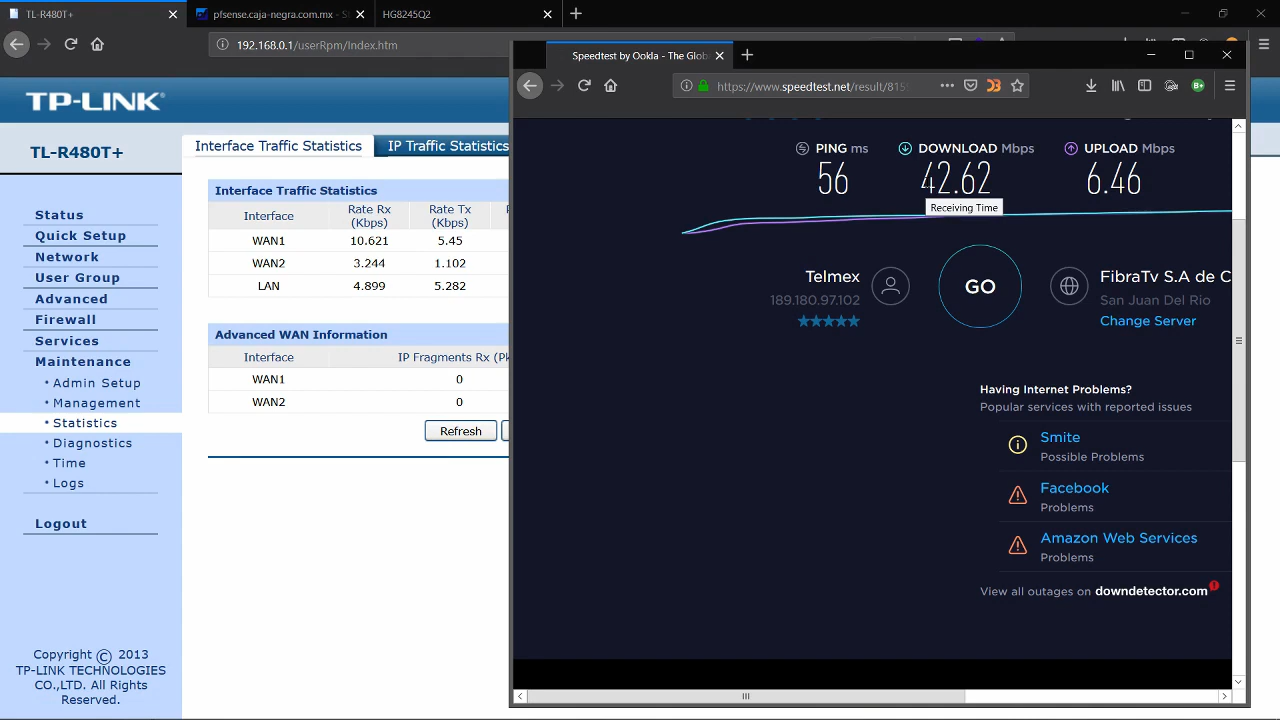 TL-R480T+
pfsense.caja-negra.com.mx - S
HG8245Q2
192.168.0.1/userRpm/Index.htm
TP-LINK
TL-R480T+
Status
Quick Setup
Network
User Group
Advanced
Firewall
Services
Maintenance
• Admin Setup
• Management
• Statistics
• Diagnostics
• Time
• Logs
Logout
Copyright © 2013
TP-LINK TECHNOLOGIES
CO.,LTD. All Rights
Reserved.
Interface Traffic Statistics
IP Traffic Statistics
Interface Traffic Statistics
Interface Rate Rx (Kbps) Rate Tx (Kbps)
WAN1 10.621 5.45
WAN2 3.244 1.102
LAN 4.899 5.282
Advanced WAN Information
Interface IP Fragments Rx (Pk
WAN1 0
WAN2 0
Refresh
Speedtest by Ookla - The Glob
https://www.speedtest.net/result/815
PING ms DOWNLOAD Mbps UPLOAD Mbps
56 42.62 6.46
Receiving Time
Telmex
189.180.97.102
GO
FibraTv S.A de C
San Juan Del Río
Change Server
Having Internet Problems?
Popular services with reported issues
Smite
Possible Problems
Facebook
Problems
Amazon Web Services
Problems
View all outages on downdetector.com